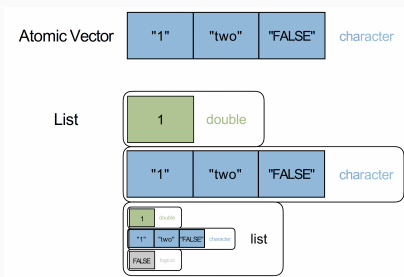 Atomic Vector "1" "two" "FALSE" character
List 1 double
"1" "two" "FALSE" character
1 double
"1" "two" "FALSE" character list
FALSE logical